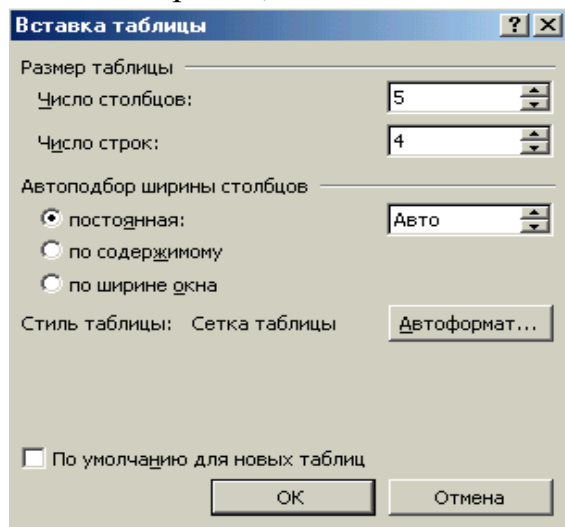 Вставка таблицы
Размер таблицы
Число столбцов: 5
Число строк: 4
Автоподбор ширины столбцов
постоянная: Авто
по содержимому
по ширине окна
Стиль таблицы: Сетка таблицы Автоформат...
По умолчанию для новых таблиц
ОК Отмена